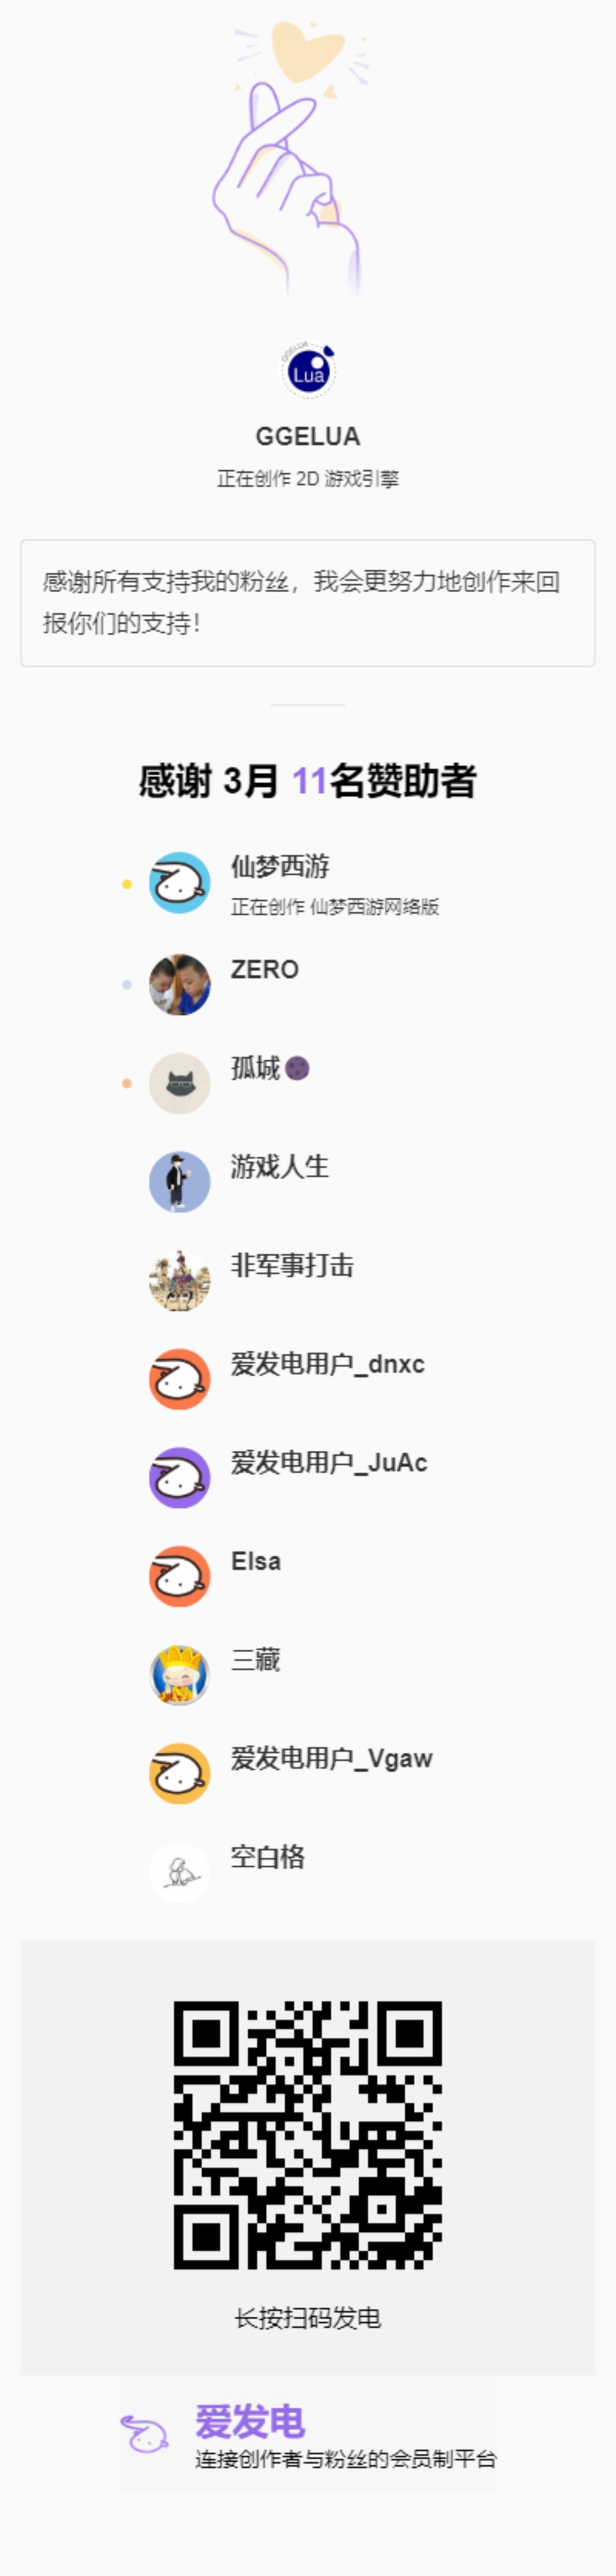 GGELUA
Lua
GGELUA
正在创作 2D 游戏引擎
感谢所有支持我的粉丝，我会更努力地创作来回
报你们的支持！
感谢 3月 11名赞助者
仙梦西游
正在创作 仙梦西游网络版
ZERO
孤城
游戏人生
非军事打击
爱发电用户_dnxc
爱发电用户_JuAc
Elsa
三藏
爱发电用户_Vgaw
空白格
长按扫码发电
爱发电
连接创作者与粉丝的会员制平台